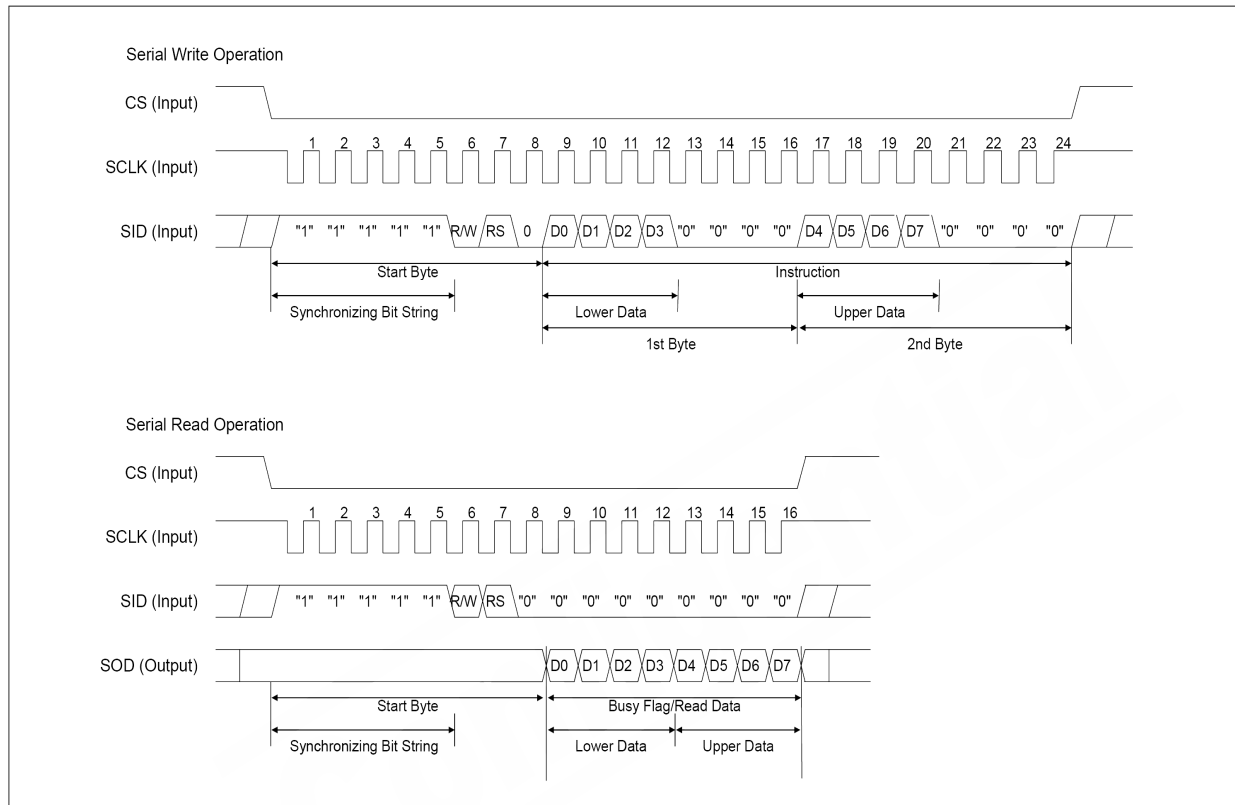 Serial Write Operation
CS (Input)
1 2 3 4 5 6 7 8 9 10 11 12 13 14 15 16 17 18 19 20 21 22 23 24
SCLK (Input)
SID (Input) "1" "1" "1" "1" "1" R/W RS 0 D0 D1 D2 D3 "0" "0" "0" "0" D4 D5 D6 D7 "0" "0" "0' "0"
Start Byte Instruction
Synchronizing Bit String Lower Data Upper Data
1st Byte 2nd Byte
Serial Read Operation
CS (Input)
1 2 3 4 5 6 7 8 9 10 11 12 13 14 15 16
SCLK (Input)
SID (Input) "1" "1" "1" "1" "1" R/W RS "0" "0" "0" "0" "0" "0" "0" "0" "0"
SOD (Output) D0 D1 D2 D3 D4 D5 D6 D7
Start Byte Busy Flag/Read Data
Synchronizing Bit String Lower Data Upper Data